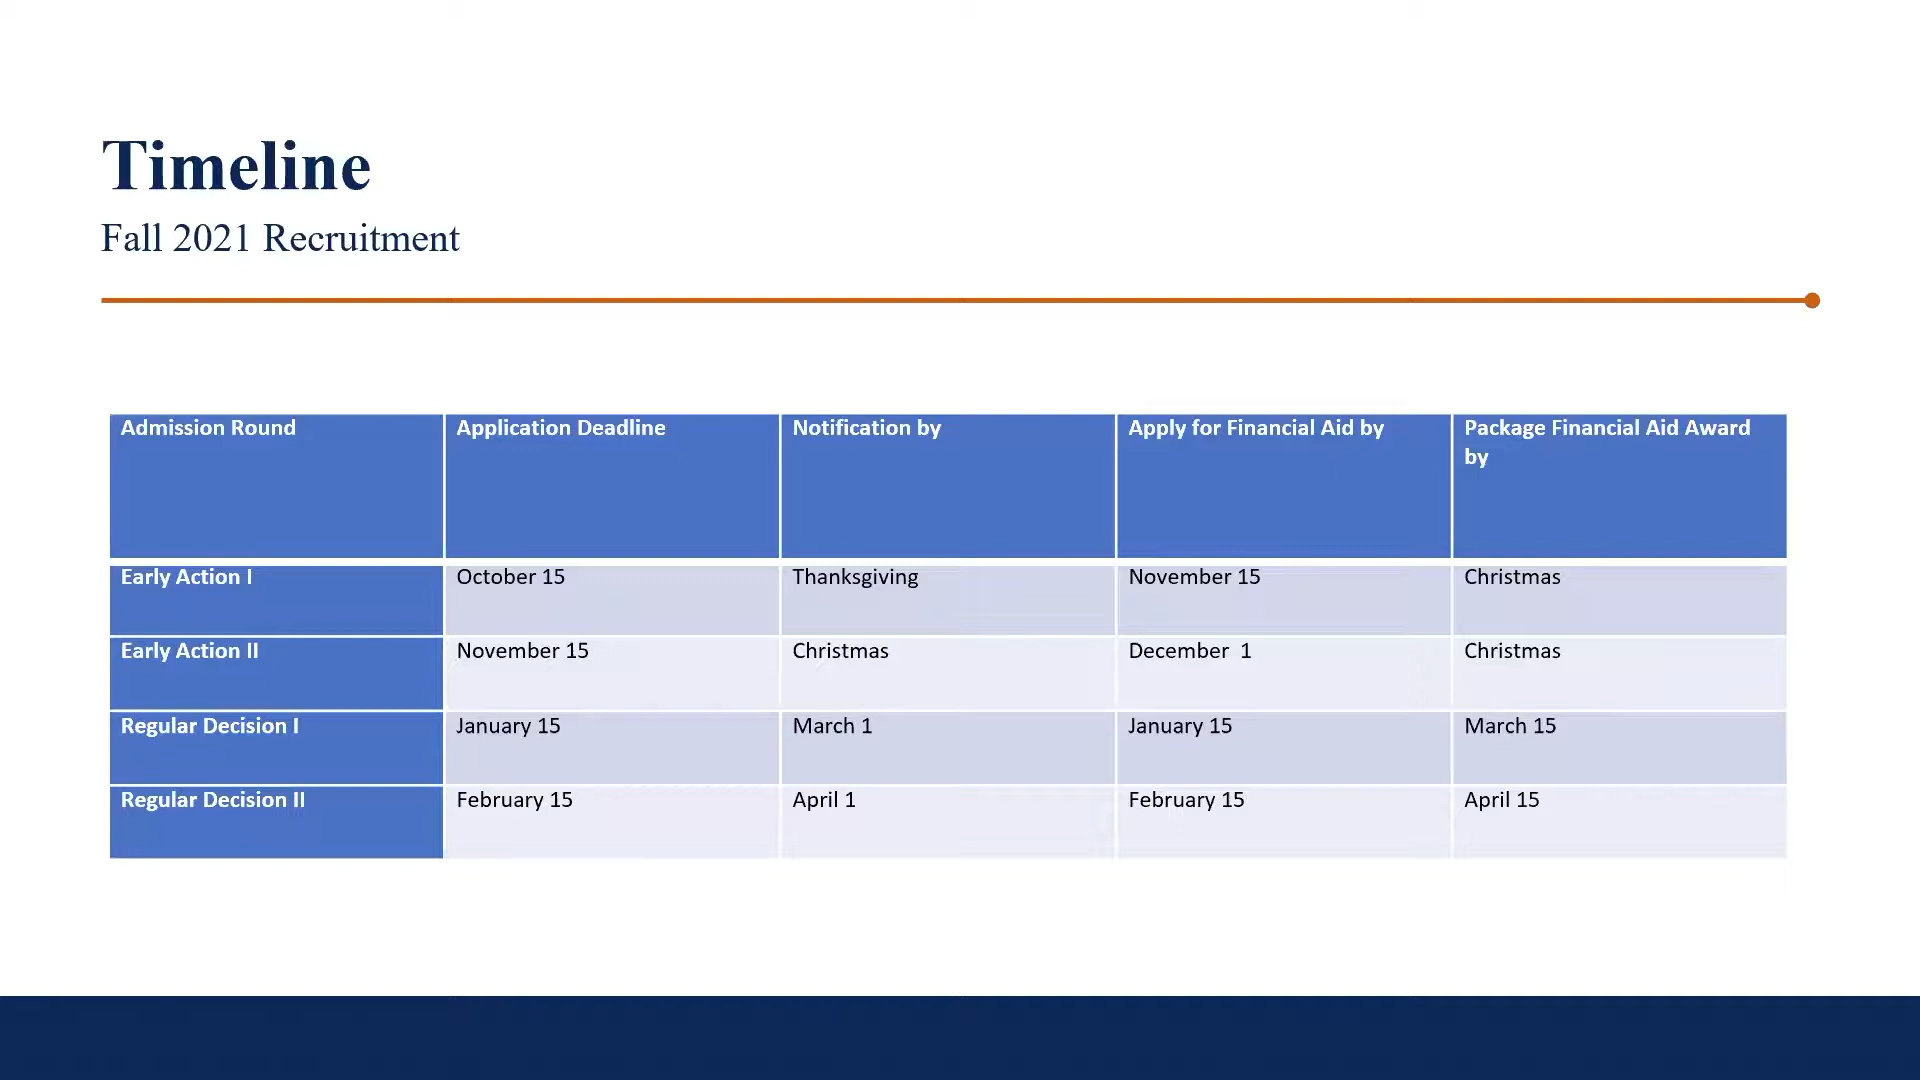 Timeline
Fall 2021 Recruitment
Admission Round Application Deadline Notification by Apply for Financial Aid by Package Financial Aid Award
by
Early Action I October 15 Thanksgiving November 15 Christmas
Early Action II November 15 Christmas December  1 Christmas
Regular Decision I January 15 March 1 January 15 March 15
Regular Decision II February 15 April 1 February 15 April 15